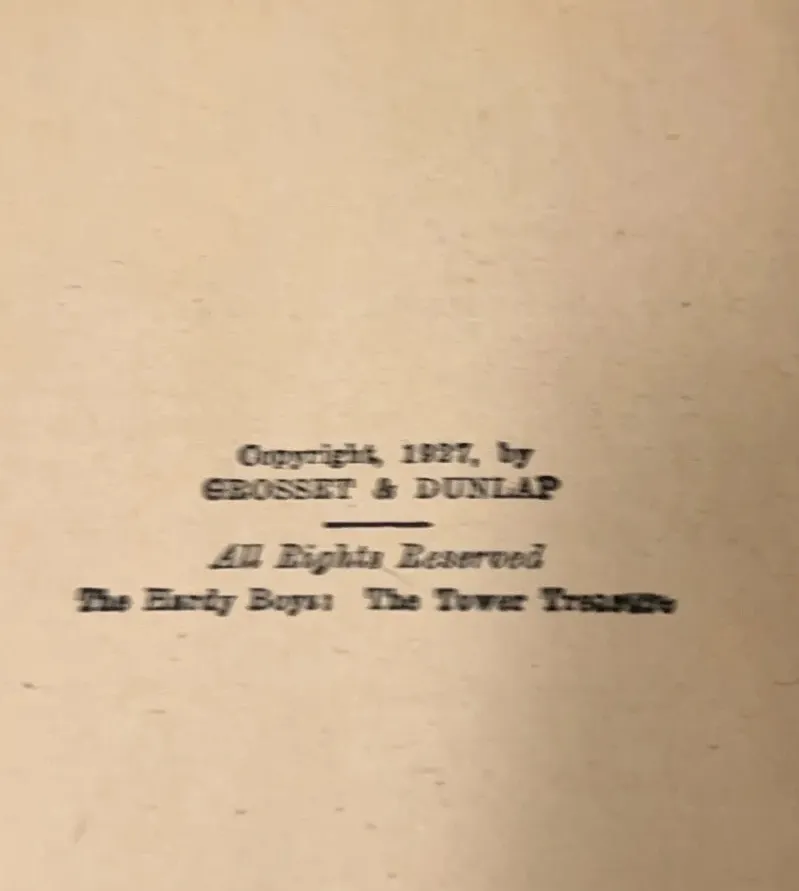 Copyright, 1927, by
GROSSET & DUNLAP
All Rights Reserved
The Hardy Boys: The Tower Treasure